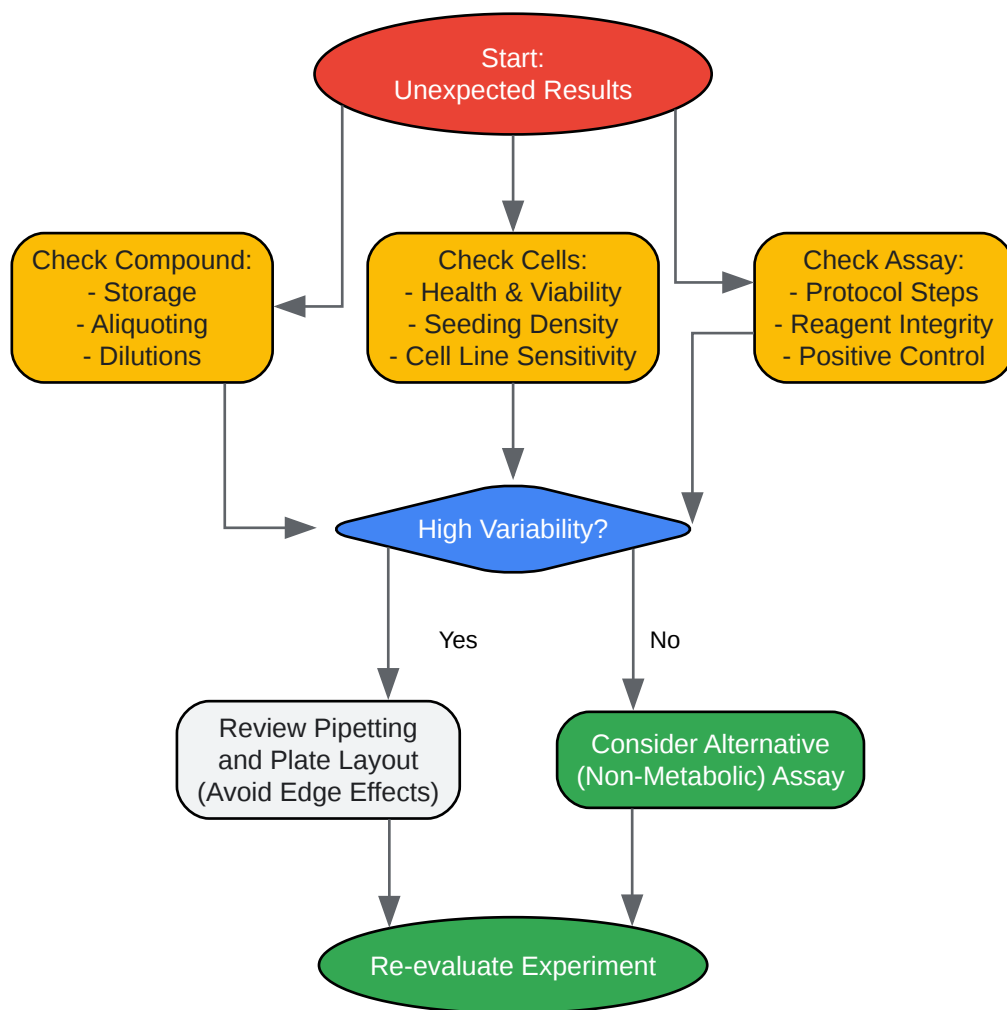 Start:
Unexpected Results
Check Compound:
- Storage
- Aliquoting
- Dilutions
Check Cells:
- Health & Viability
- Seeding Density
- Cell Line Sensitivity
Check Assay:
- Protocol Steps
- Reagent Integrity
- Positive Control
High Variability?
Yes
No
Review Pipetting
and Plate Layout
(Avoid Edge Effects)
Consider Alternative
(Non-Metabolic) Assay
Re-evaluate Experiment